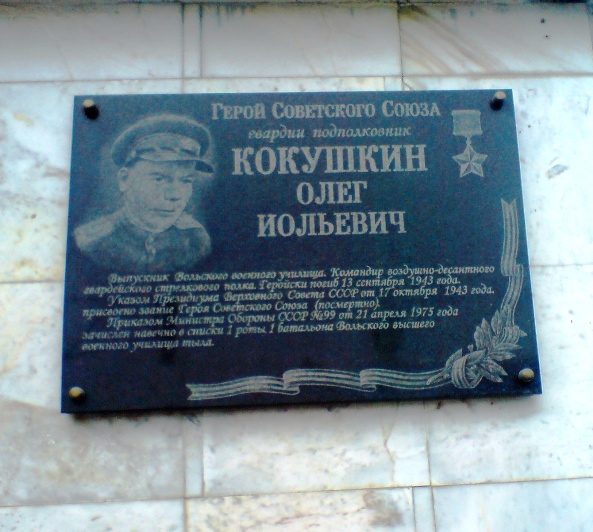 Герой Советского Союза
гвардии подполковник
КОКУШКИН
ОЛЕГ
ИОЛЬЕВИЧ
Выпускник Вольского военного училища. Командир воздушно-десантного
гвардейского стрелкового полка. Геройски погиб 13 сентября 1943 года.
Указом Президиума Верховного Совета СССР от 17 октября 1943 года.
присвоено звание Героя Советского Союза (посмертно).
Приказом Министра Обороны СССР №99 от 21 апреля 1975 года
зачислен навечно в списки 1 роты 1 батальона Вольского высшего
военного училища тыла.